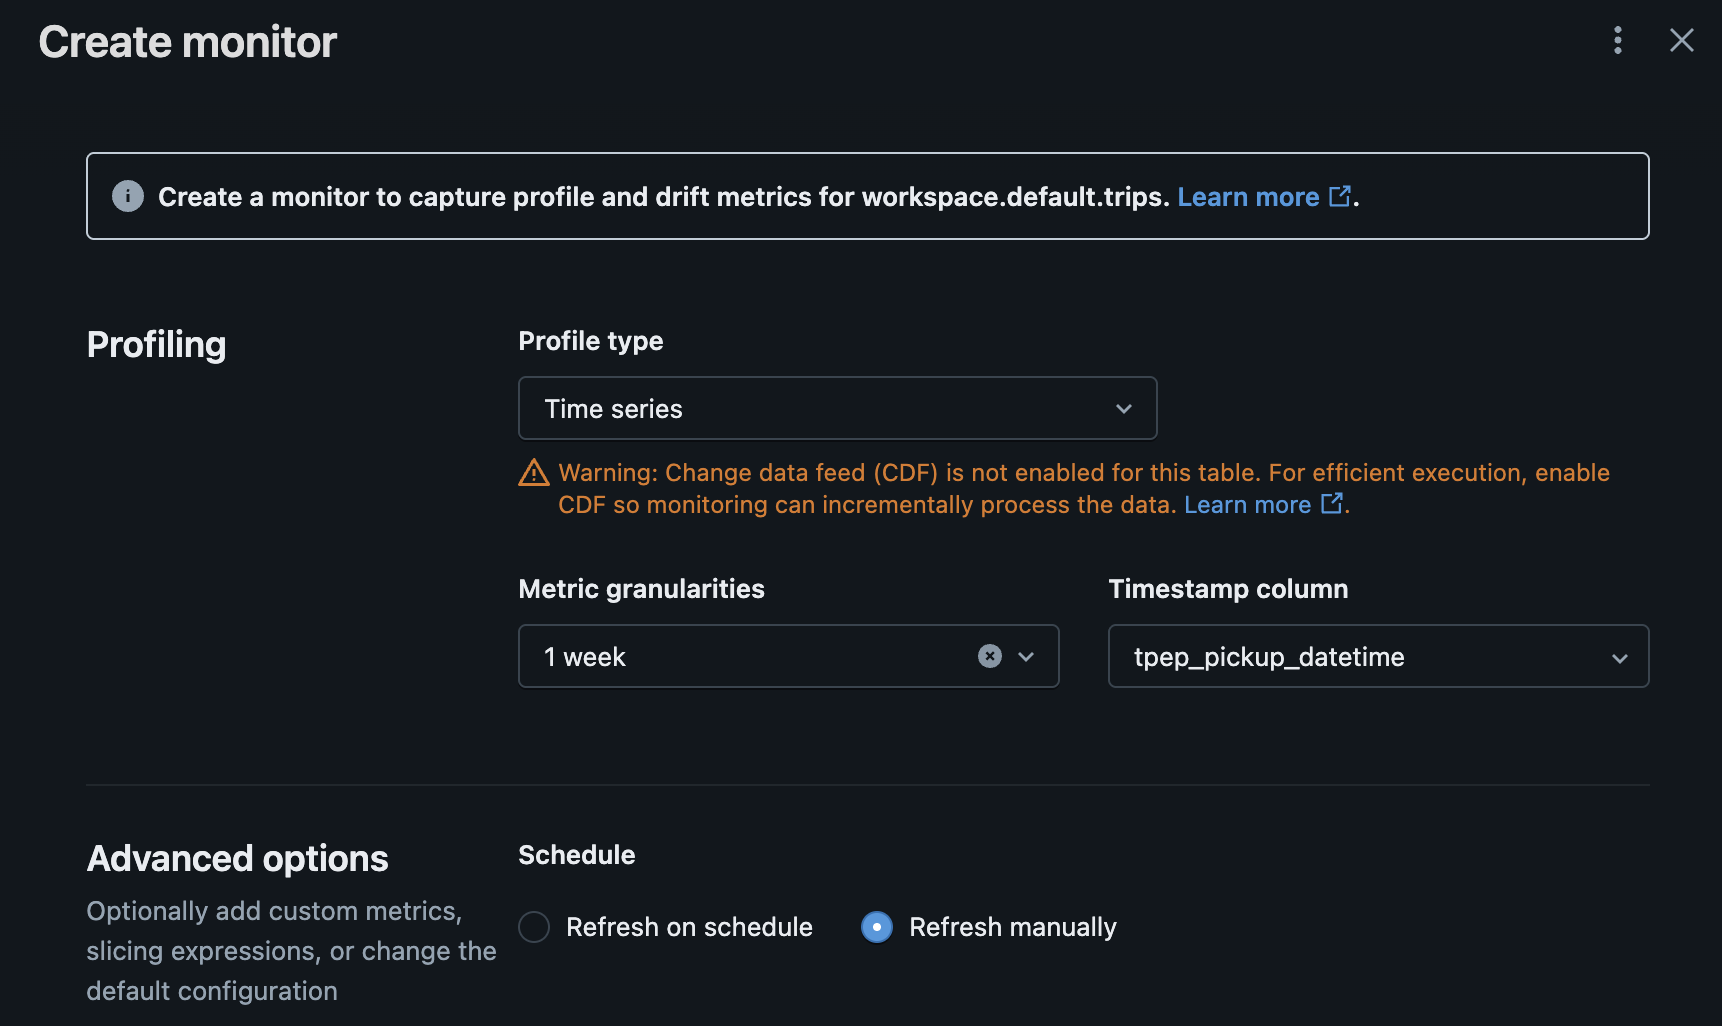 Create monitor
Create a monitor to capture profile and drift metrics for workspace.default.trips. Learn more.
Profiling
Profile type
Time series
Warning: Change data feed (CDF) is not enabled for this table. For efficient execution, enable
CDF so monitoring can incrementally process the data. Learn more.
Metric granularities
Timestamp column
1 week
tpep_pickup_datetime
Advanced options
Optionally add custom metrics,
slicing expressions, or change the
default configuration
Schedule
Refresh on schedule
Refresh manually